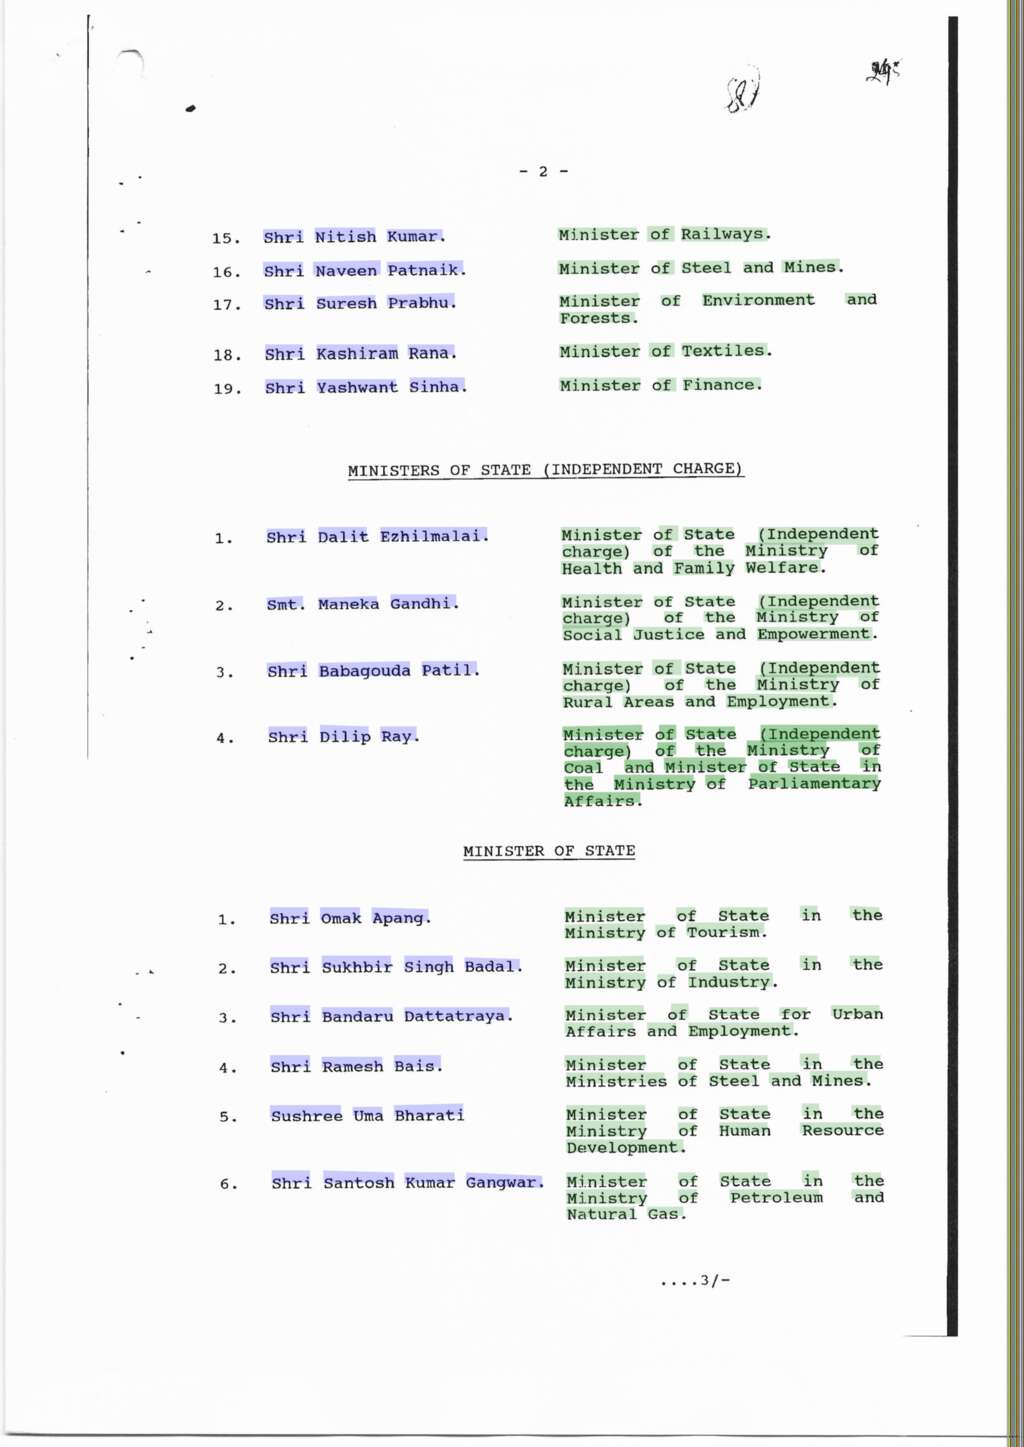 - 2 -
15. Shri Nitish Kumar. Minister of Railways.
16. Shri Naveen Patnaik. Minister of Steel and Mines.
17. Shri Suresh Prabhu. Minister of Environment and
Forests.
18. Shri Kashiram Rana. Minister of Textiles.
19. Shri Yashwant Sinha. Minister of Finance.
MINISTERS OF STATE (INDEPENDENT CHARGE)
1. Shri Dalit Ezhilmalai. Minister of State (Independent
charge) of the Ministry of
Health and Family Welfare.
2. Smt. Maneka Gandhi. Minister of State (Independent
charge) of the Ministry of
Social Justice and Empowerment.
3. Shri Babagouda Patil. Minister of State (Independent
charge) of the Ministry of
Rural Areas and Employment.
4. Shri Dilip Ray. Minister of State (Independent
charge) of the Ministry of
Coal and Minister of State in
the Ministry of Parliamentary
Affairs.
MINISTER OF STATE
1. Shri Omak Apang. Minister of State in the
Ministry of Tourism.
2. Shri Sukhbir Singh Badal. Minister of State in the
Ministry of Industry.
3. Shri Bandaru Dattatraya. Minister of State for Urban
Affairs and Employment.
4. Shri Ramesh Bais. Minister of State in the
Ministries of Steel and Mines.
5. Sushree Uma Bharati Minister of State in the
Ministry of Human Resource
Development.
6. Shri Santosh Kumar Gangwar. Minister of State in the
Ministry of Petroleum and
Natural Gas.
....3/-